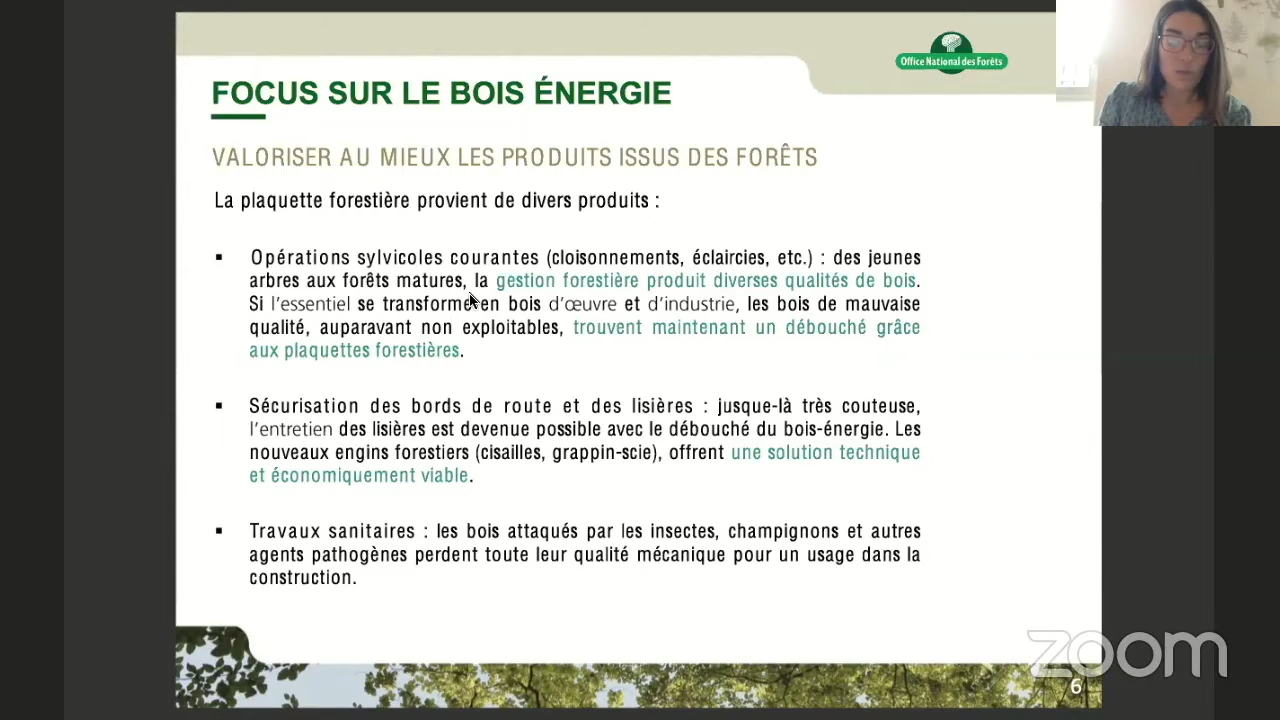 Office National des Forêts
FOCUS SUR LE BOIS ÉNERGIE
VALORISER AU MIEUX LES PRODUITS ISSUS DES FORÊTS
La plaquette forestière provient de divers produits :
▪ Opérations sylvicoles courantes (cloisonnements, éclaircies, etc.) : des jeunes
arbres aux forêts matures, la gestion forestière produit diverses qualités de bois.
Si l’essentiel se transforme en bois d’œuvre et d’industrie, les bois de mauvaise
qualité, auparavant non exploitables, trouvent maintenant un débouché grâce
aux plaquettes forestières.
▪ Sécurisation des bords de route et des lisières : jusque-là très couteuse,
l’entretien des lisières est devenue possible avec le débouché du bois-énergie. Les
nouveaux engins forestiers (cisailles, grappin-scie), offrent une solution technique
et économiquement viable.
▪ Travaux sanitaires : les bois attaqués par les insectes, champignons et autres
agents pathogènes perdent toute leur qualité mécanique pour un usage dans la
construction.
zoom
6